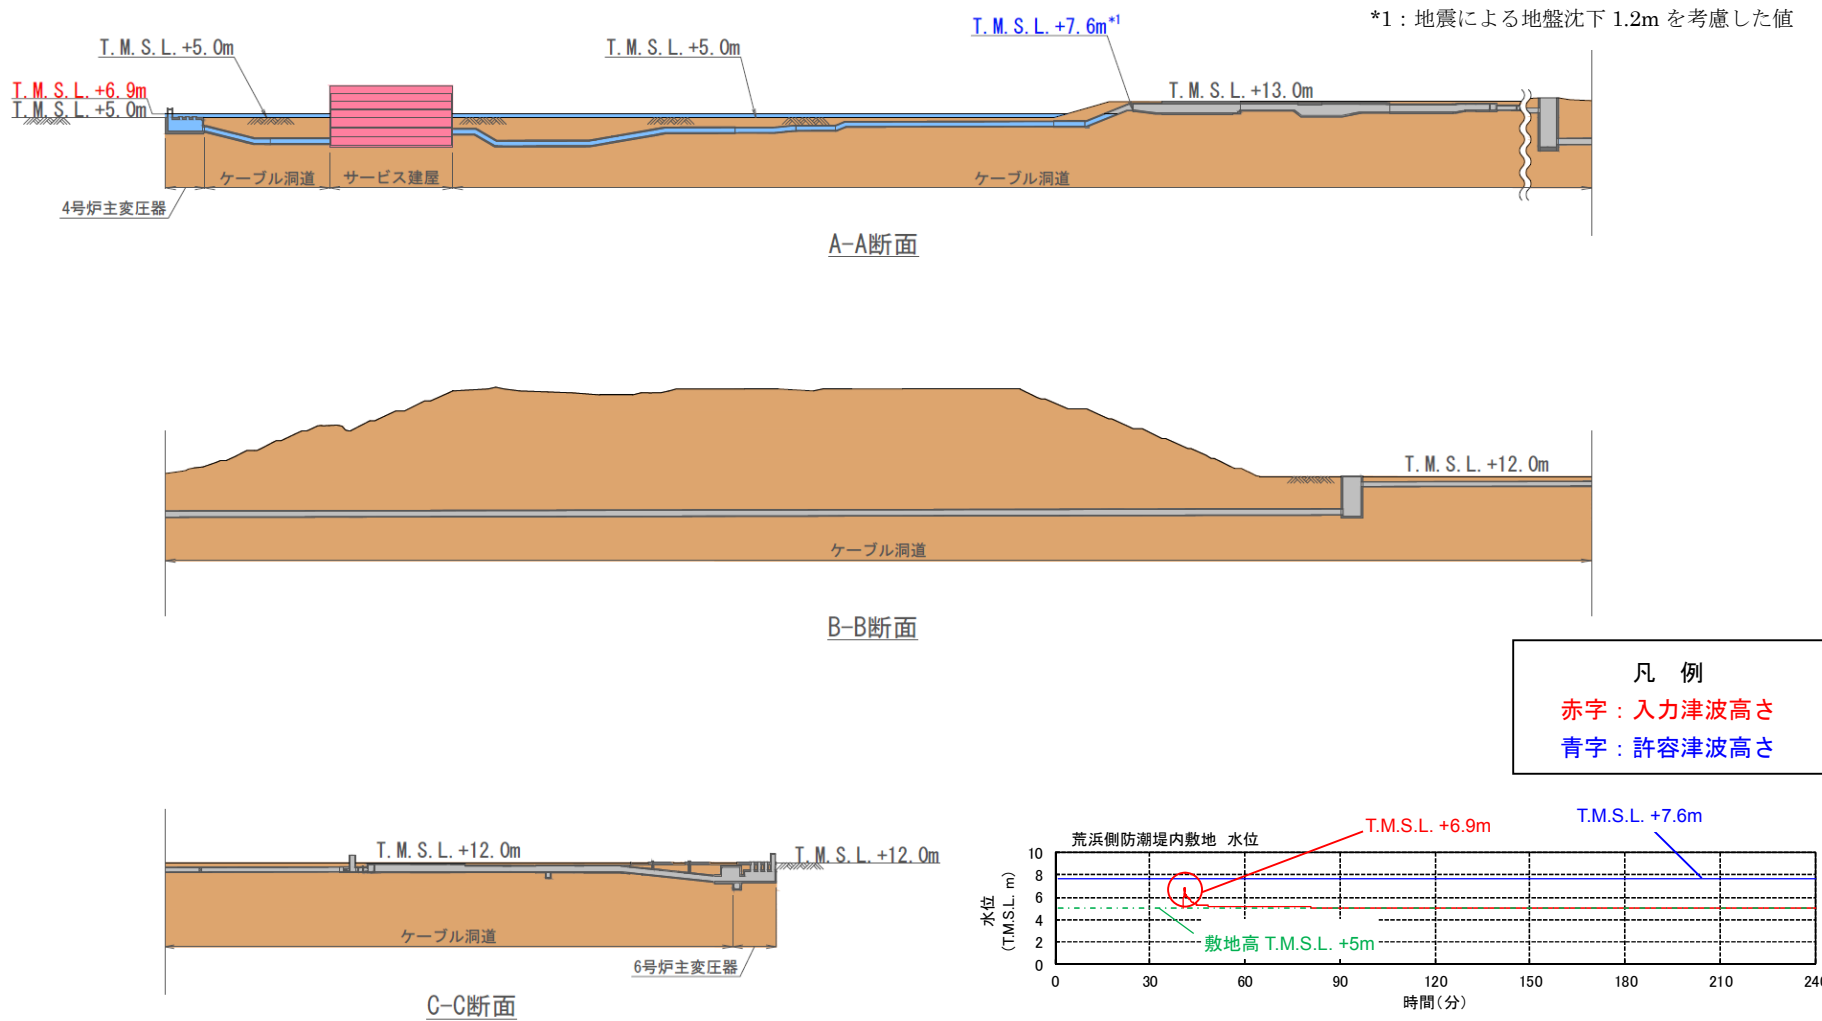 *1：地震による地盤沈下 1.2m を考慮した値
T.M.S.L.+7.6m*1
T.M.S.L.+5.0m
T.M.S.L.+5.0m
T.M.S.L.+6.9m
T.M.S.L.+5.0m
T.M.S.L.+13.0m
ケーブル洞道
サービス建屋
ケーブル洞道
4号炉主変圧器
A-A断面
T.M.S.L.+12.0m
ケーブル洞道
B-B断面
凡　例
赤字：入力津波高さ
青字：許容津波高さ
T.M.S.L.+12.0m
T.M.S.L.+12.0m
ケーブル洞道
6号炉主変圧器
C-C断面
荒浜側防潮堤内敷地　水位
T.M.S.L. +6.9m
T.M.S.L. +7.6m
水位
(T.M.S.L. m)
10
8
6
4
2
0
敷地高 T.M.S.L. +5m
0 30 60 90 120 150 180 210 240
時間(分)